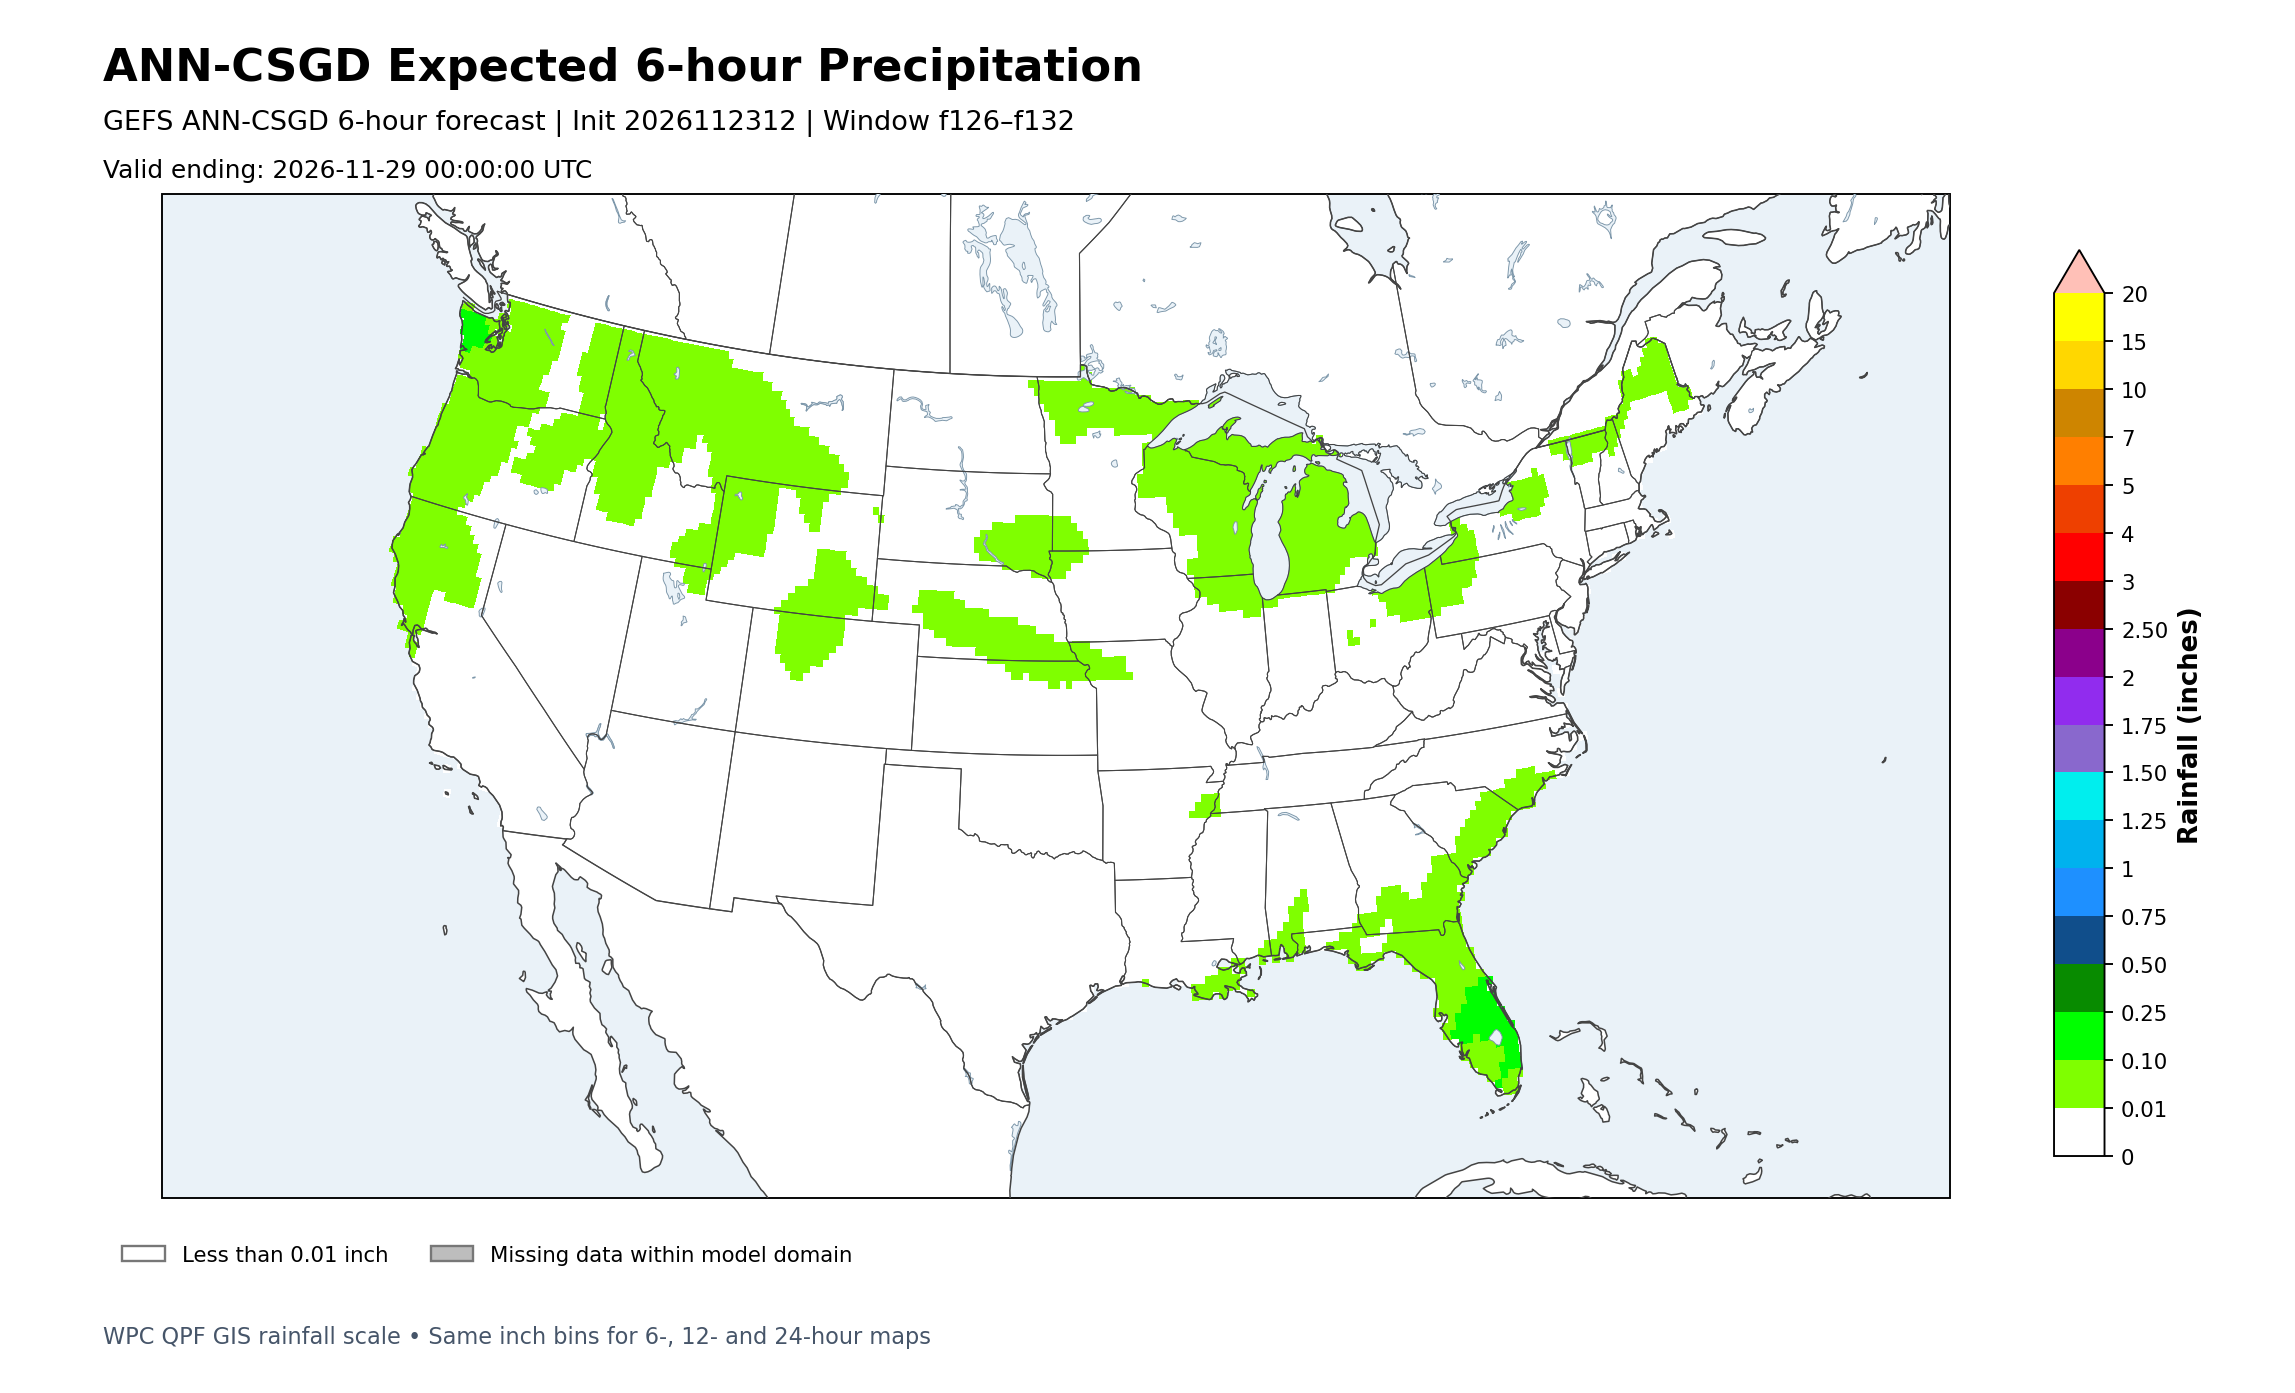 ANN-CSGD Expected 6-hour Precipitation
GEFS ANN-CSGD 6-hour forecast | Init 2026112312 | Window f126–f132
Valid ending: 2026-11-29 00:00:00 UTC
20
15
10
7
5
4
3
2.50
2
1.75
1.50
1.25
1
0.75
0.50
0.25
0.10
0.01
0
Rainfall (inches)
Less than 0.01 inch
Missing data within model domain
WPC QPF GIS rainfall scale • Same inch bins for 6-, 12- and 24-hour maps